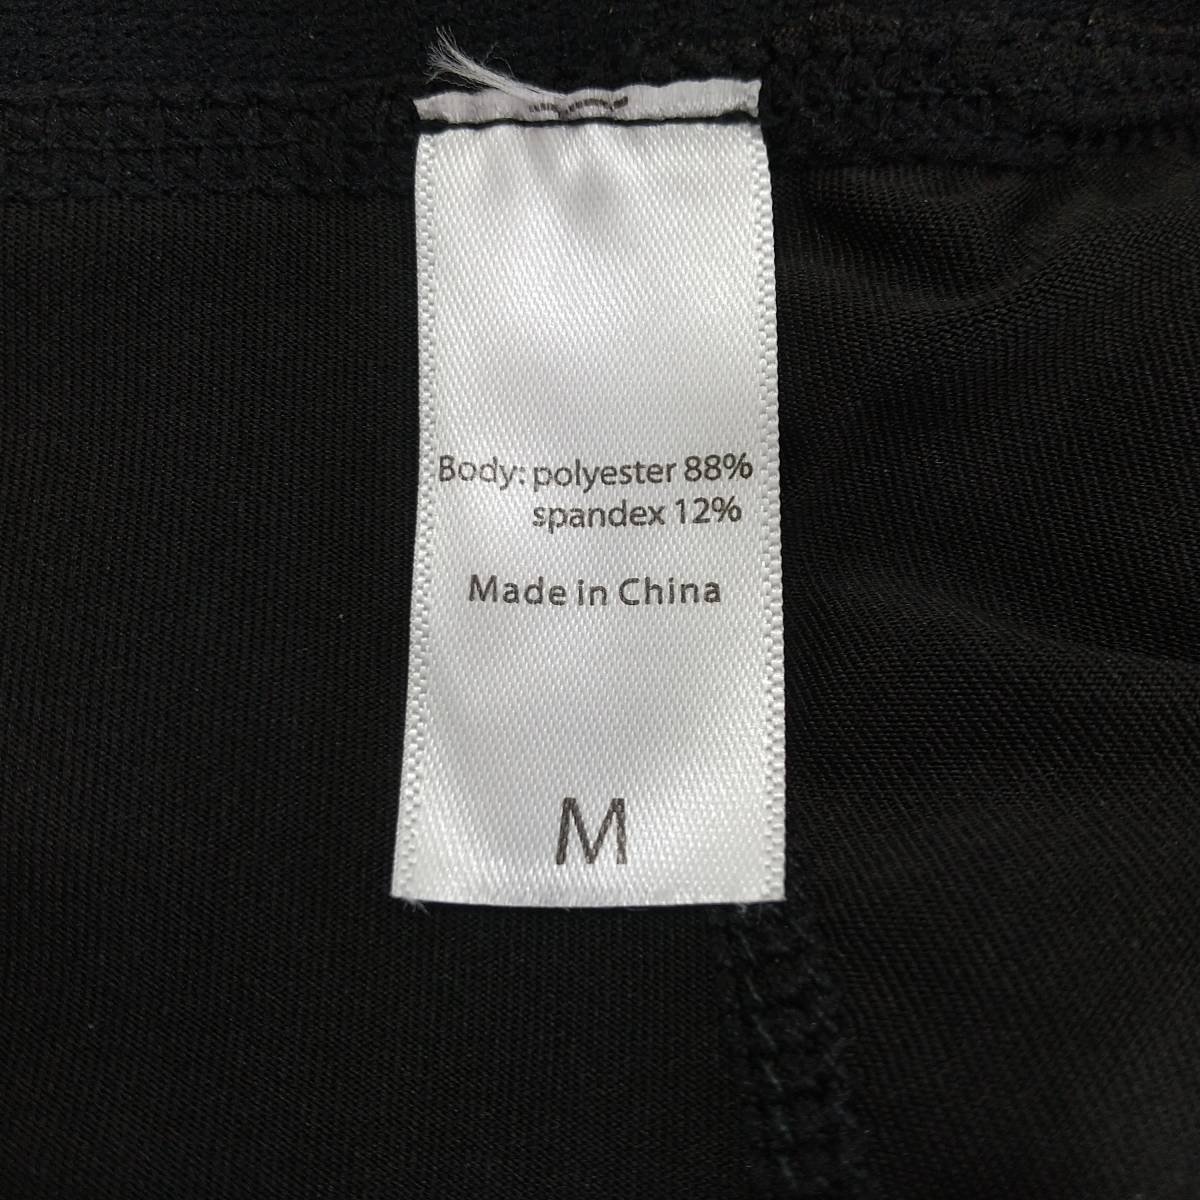 Body: polyester 88%
spandex 12%
Made in China
M